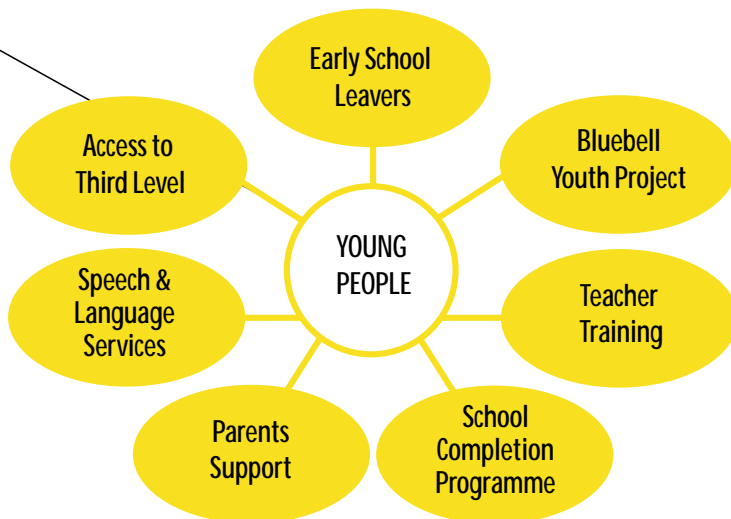 Early School
Leavers
Access to
Third Level
Bluebell
Youth Project
YOUNG
PEOPLE
Speech &
Language
Services
Teacher
Training
Parents
Support
School
Completion
Programme